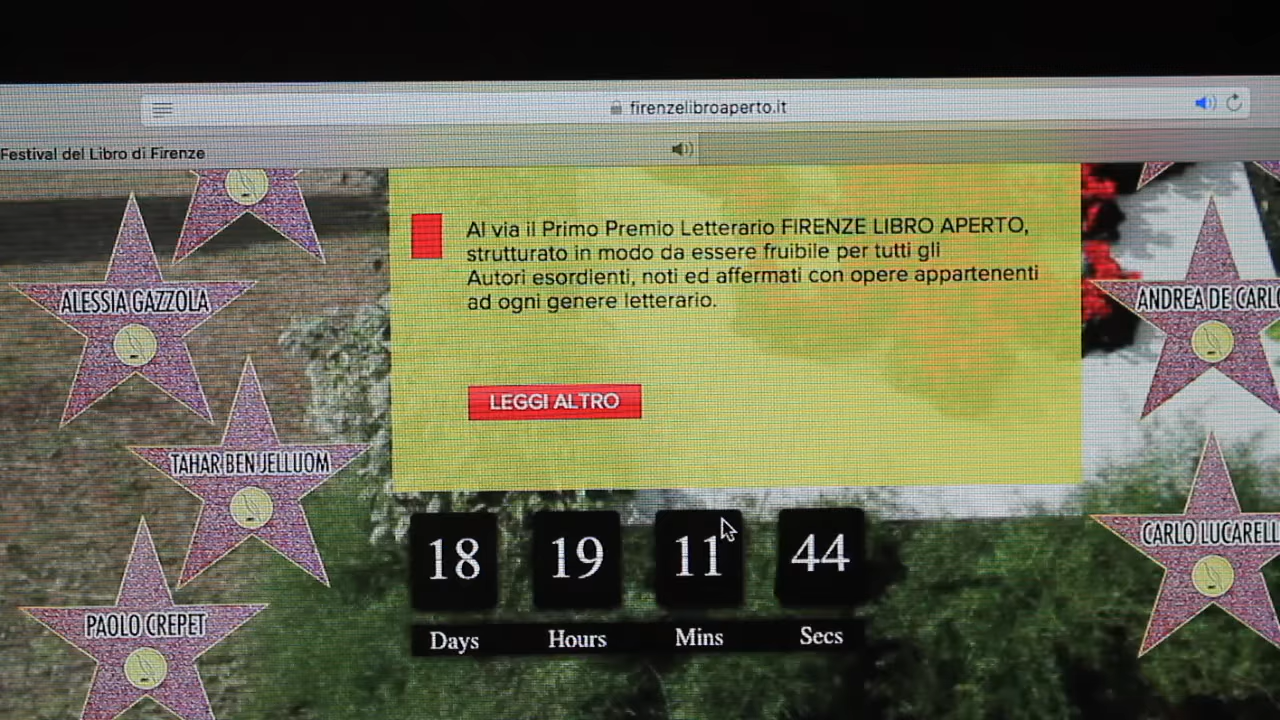 firenzelibroaperto.it
Festival del Libro di Firenze
Al via il Primo Premio Letterario FIRENZE LIBRO APERTO,
strutturato in modo da essere fruibile per tutti gli
Autori esordienti, noti ed affermati con opere appartenenti
ad ogni genere letterario.
LEGGI ALTRO
ALESSIA GAZZOLA
TAHAR BEN JELLUOM
PAOLO CREPET
ANDREA DE CARLO
CARLO LUCARELL
18 19 11 44
Days Hours Mins Secs